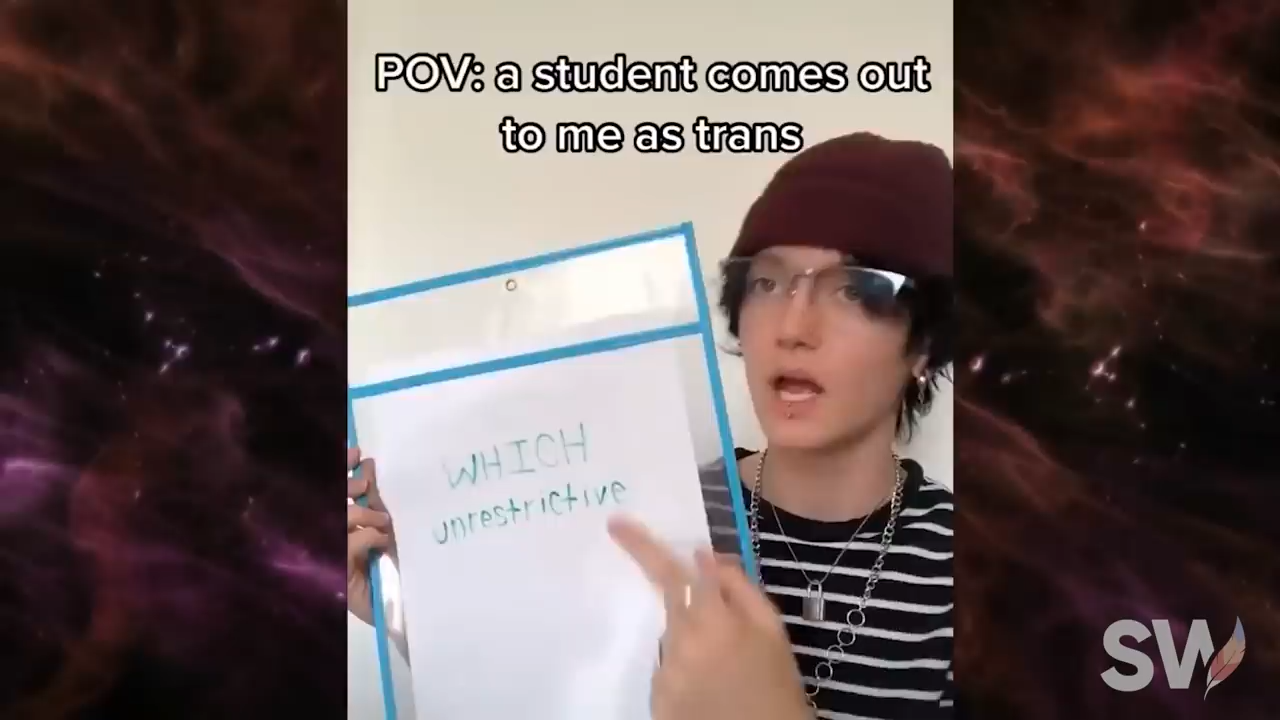 POV: a student comes out
to me as trans
WHICH
unrestrictive
SW